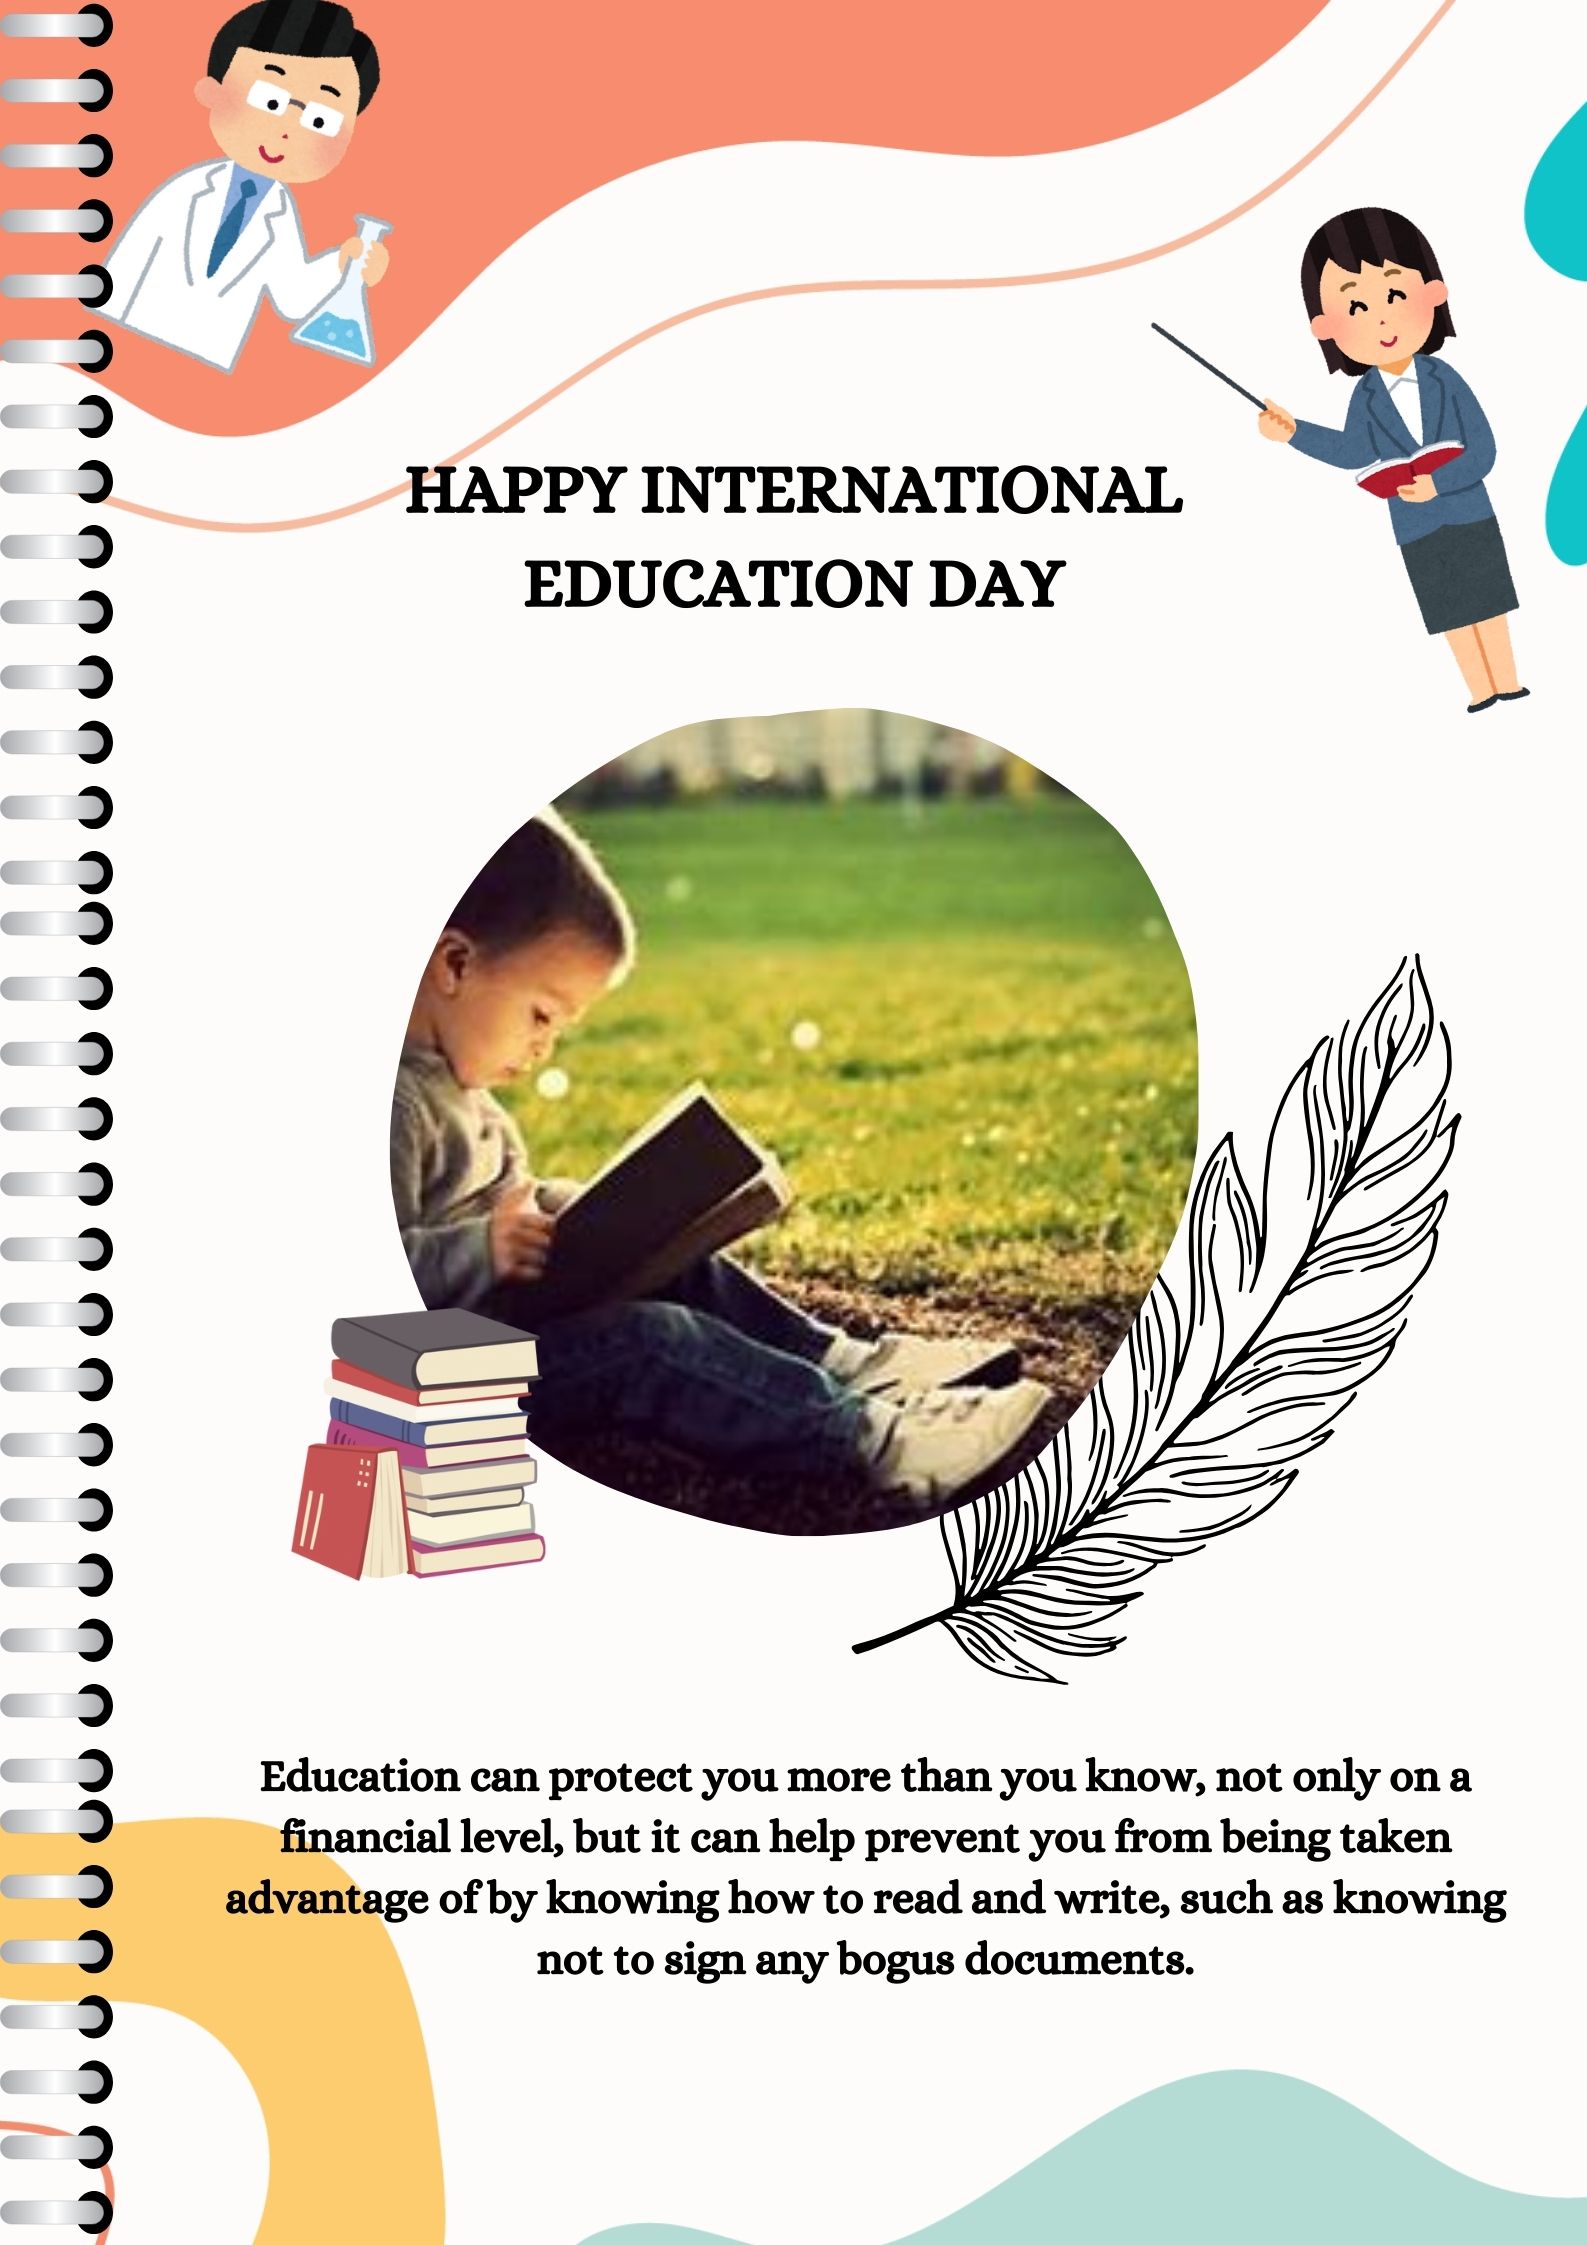 HAPPY INTERNATIONAL
EDUCATION DAY
Education can protect you more than you know, not only on a
financial level, but it can help prevent you from being taken
advantage of by knowing how to read and write, such as knowing
not to sign any bogus documents.